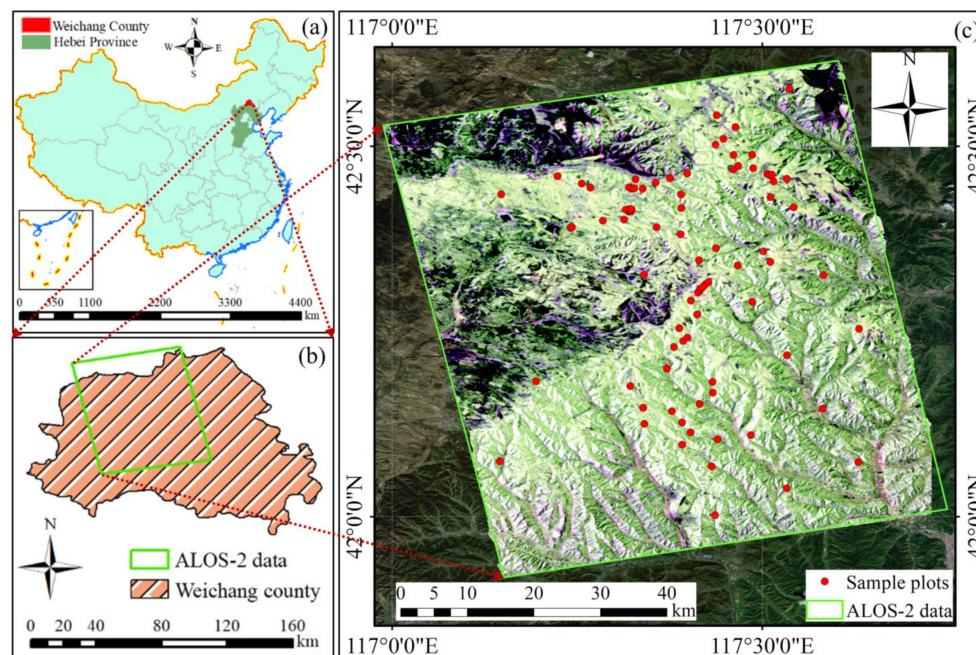 (a)
Weichang County
Hebei Province
N
W E
S
0 550 1100 2200 3300 4400
km
(b)
N
ALOS-2 data
Weichang county
0 20 40 80 120 160
km
117°0'0"E 117°30'0"E
(c)
N
42°30'0"N 42°30'0"N
42°0'0"N 42°0'0"N
0 5 10 20 30 40
km
Sample plots
ALOS-2 data
117°0'0"E 117°30'0"E